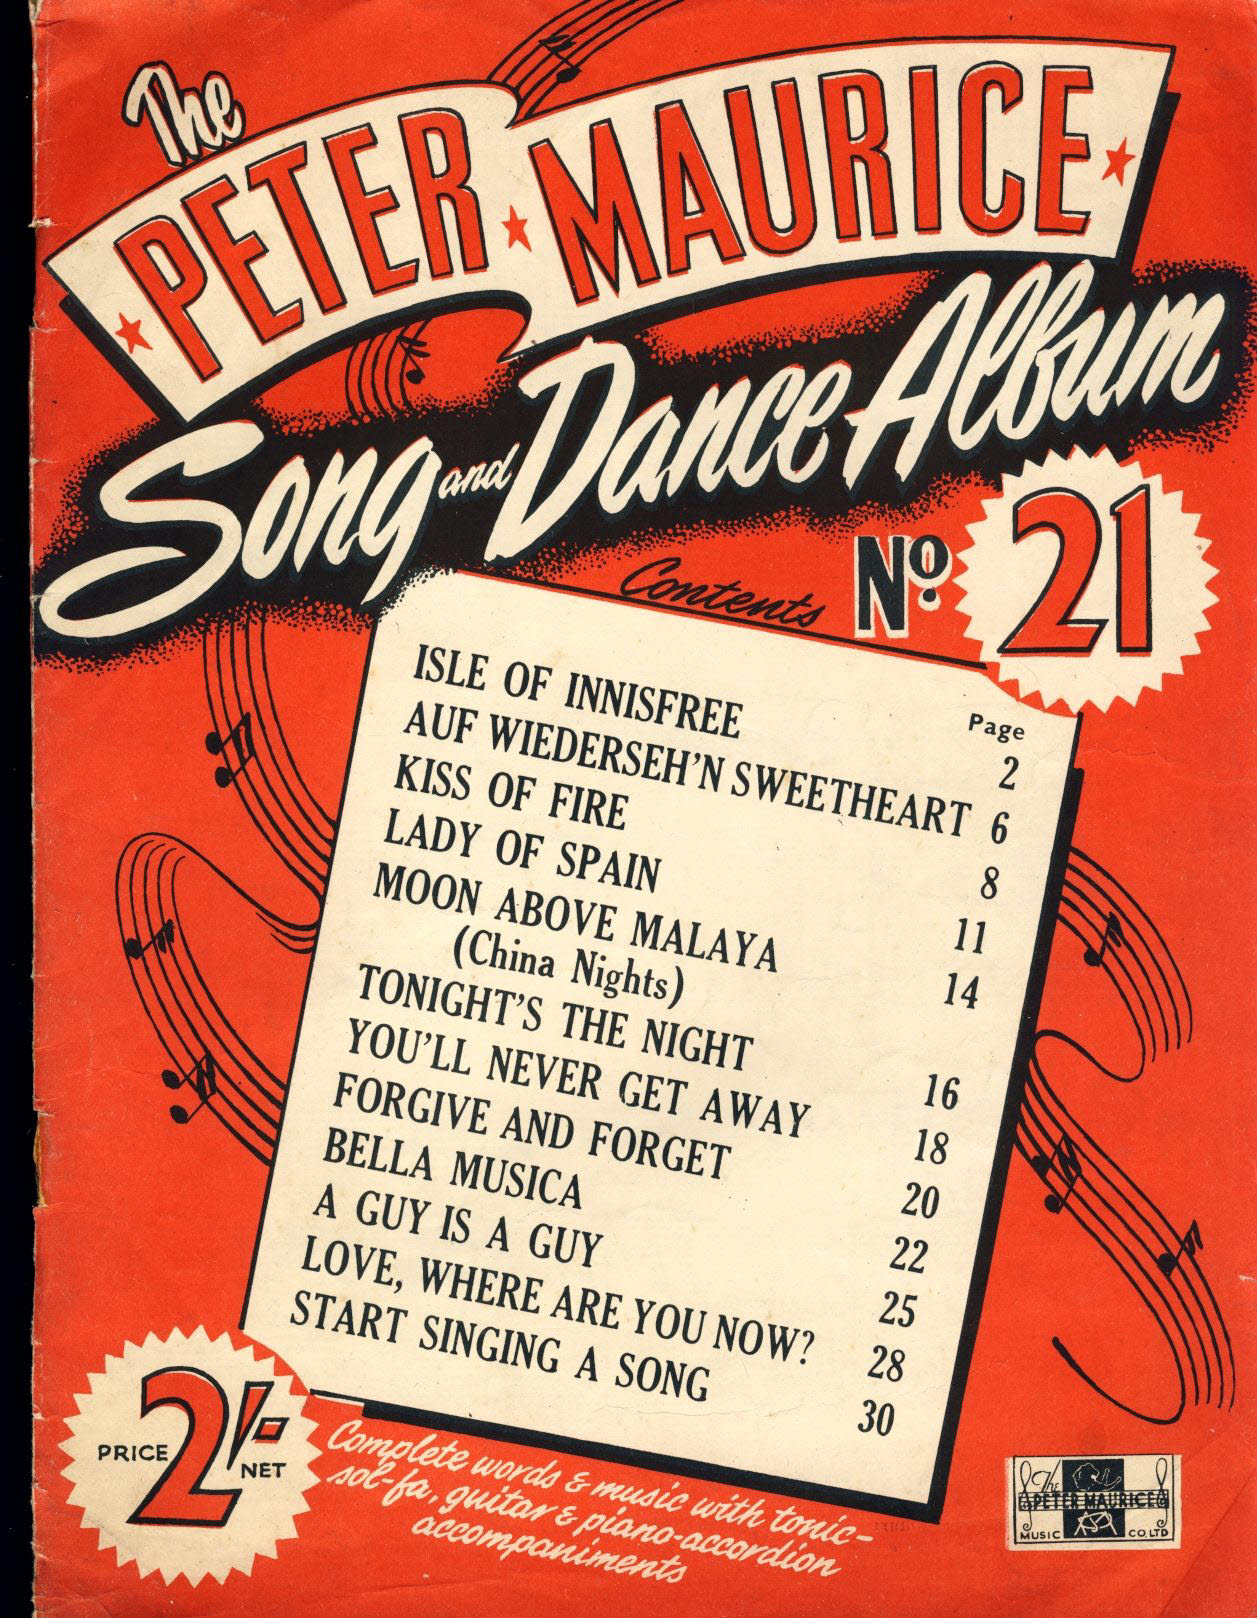 The
PETER MAURICE
Song and Dance Album
No. 21
Contents
Page
ISLE OF INNISFREE 2
AUF WIEDERSEH'N SWEETHEART 6
KISS OF FIRE 8
LADY OF SPAIN 11
MOON ABOVE MALAYA 14
(China Nights)
TONIGHT'S THE NIGHT 16
YOU'LL NEVER GET AWAY 18
FORGIVE AND FORGET 20
BELLA MUSICA 22
A GUY IS A GUY 25
LOVE, WHERE ARE YOU NOW? 28
START SINGING A SONG 30
PRICE 2/- NET
Complete words & music with tonic-
sol-fa, guitar & piano-accordion
accompaniments
The
PETER MAURICE
MUSIC CO LTD